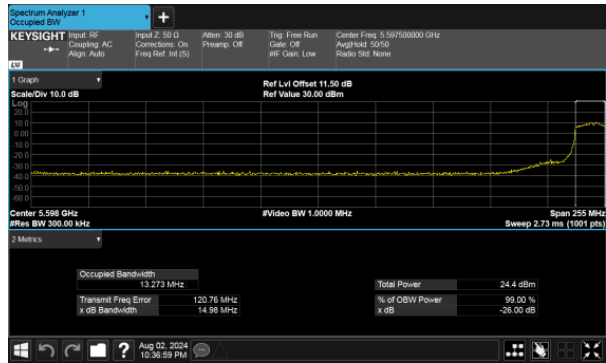 Spectrum Analyzer 1
Occupied BW
KEYSIGHT Input: RF Input Z: 50 Ω Atten: 30 dB Trig: Free Run Center Freq: 5.597500000 GHz
Coupling: AC Corrections: On Preamp: Off Gate: Off Avg|Hold: 50/50
Align: Auto Freq Ref: Int (S) #IF Gain: Low Radio Std: None
1 Graph
Scale/Div 10.0 dB Ref Lvl Offset 11.50 dB
Ref Value 30.00 dBm
Log
20.0
10.0
0.00
-10.0
-20.0
-30.0
-40.0
-50.0
-60.0
Center 5.598 GHz #Video BW 1.0000 MHz Span 255 MHz
#Res BW 300.00 kHz Sweep 2.73 ms (1001 pts)
2 Metrics
Occupied Bandwidth
13.273 MHz Total Power 24.4 dBm
Transmit Freq Error 120.76 MHz % of OBW Power 99.00 %
x dB Bandwidth 14.98 MHz x dB -26.00 dB
Aug 02, 2024
10:36:59 PM